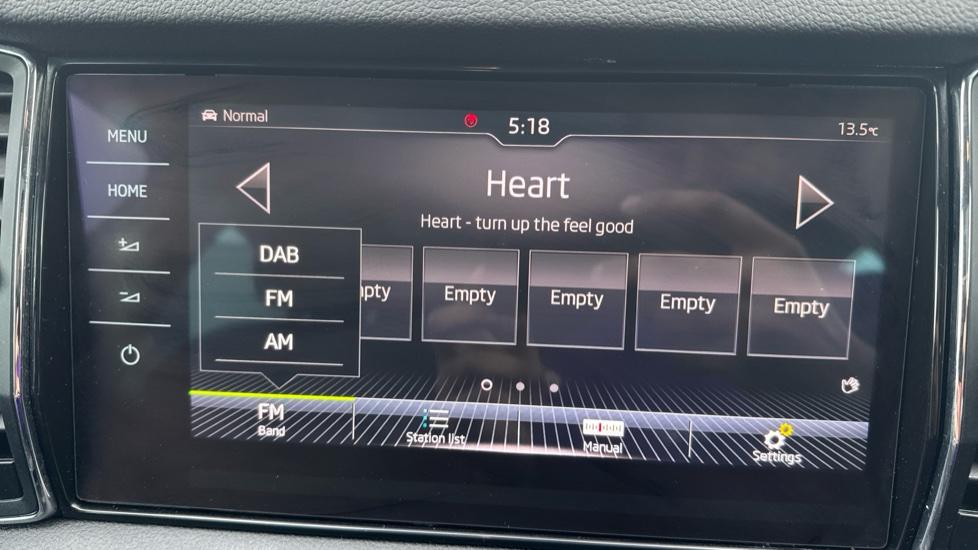 MENU
HOME
Normal
5:18
13.5°C
Heart
Heart - turn up the feel good
DAB
FM
AM
pty
Empty
Empty
Empty
Empty
FM
Band
Station list
Manual
Settings